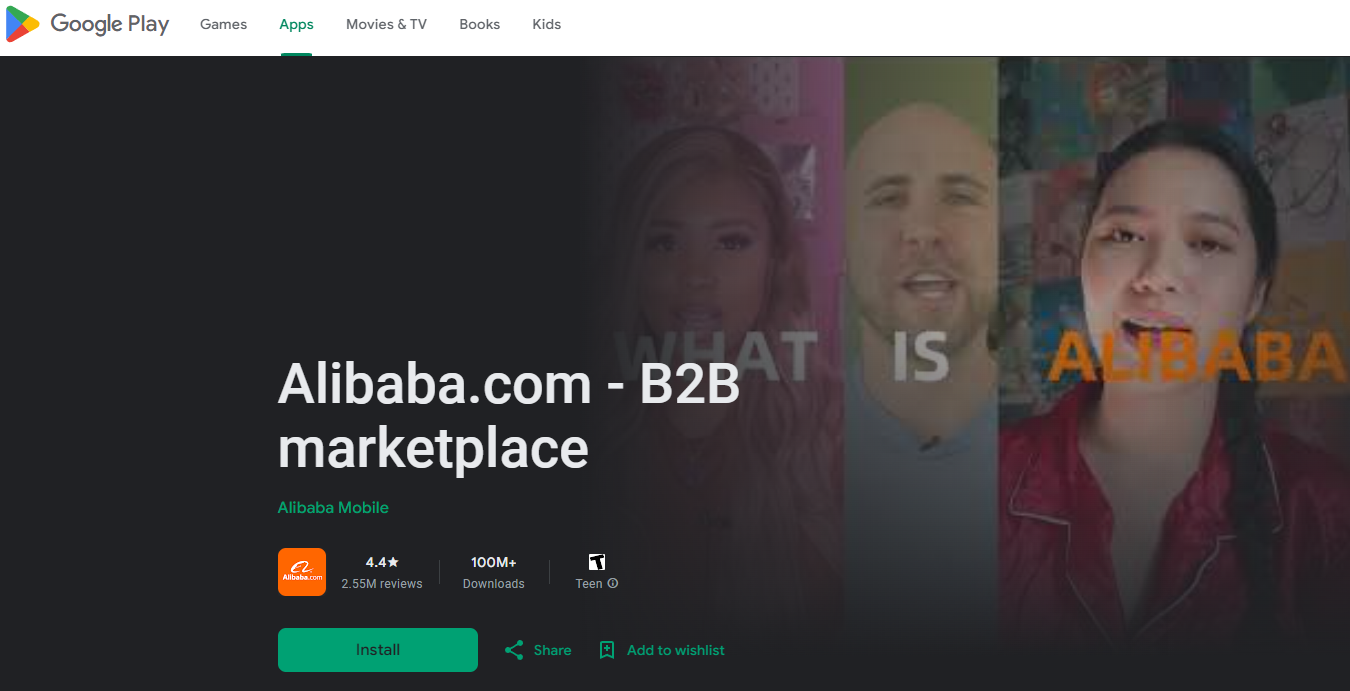 Google Play Games Apps Movies & TV Books Kids
WHAT IS ALIBABA
Alibaba.com - B2B
marketplace
Alibaba Mobile
Alibaba.com
4.4★ 100M+ T
2.55M reviews Downloads Teen
Install Share Add to wishlist